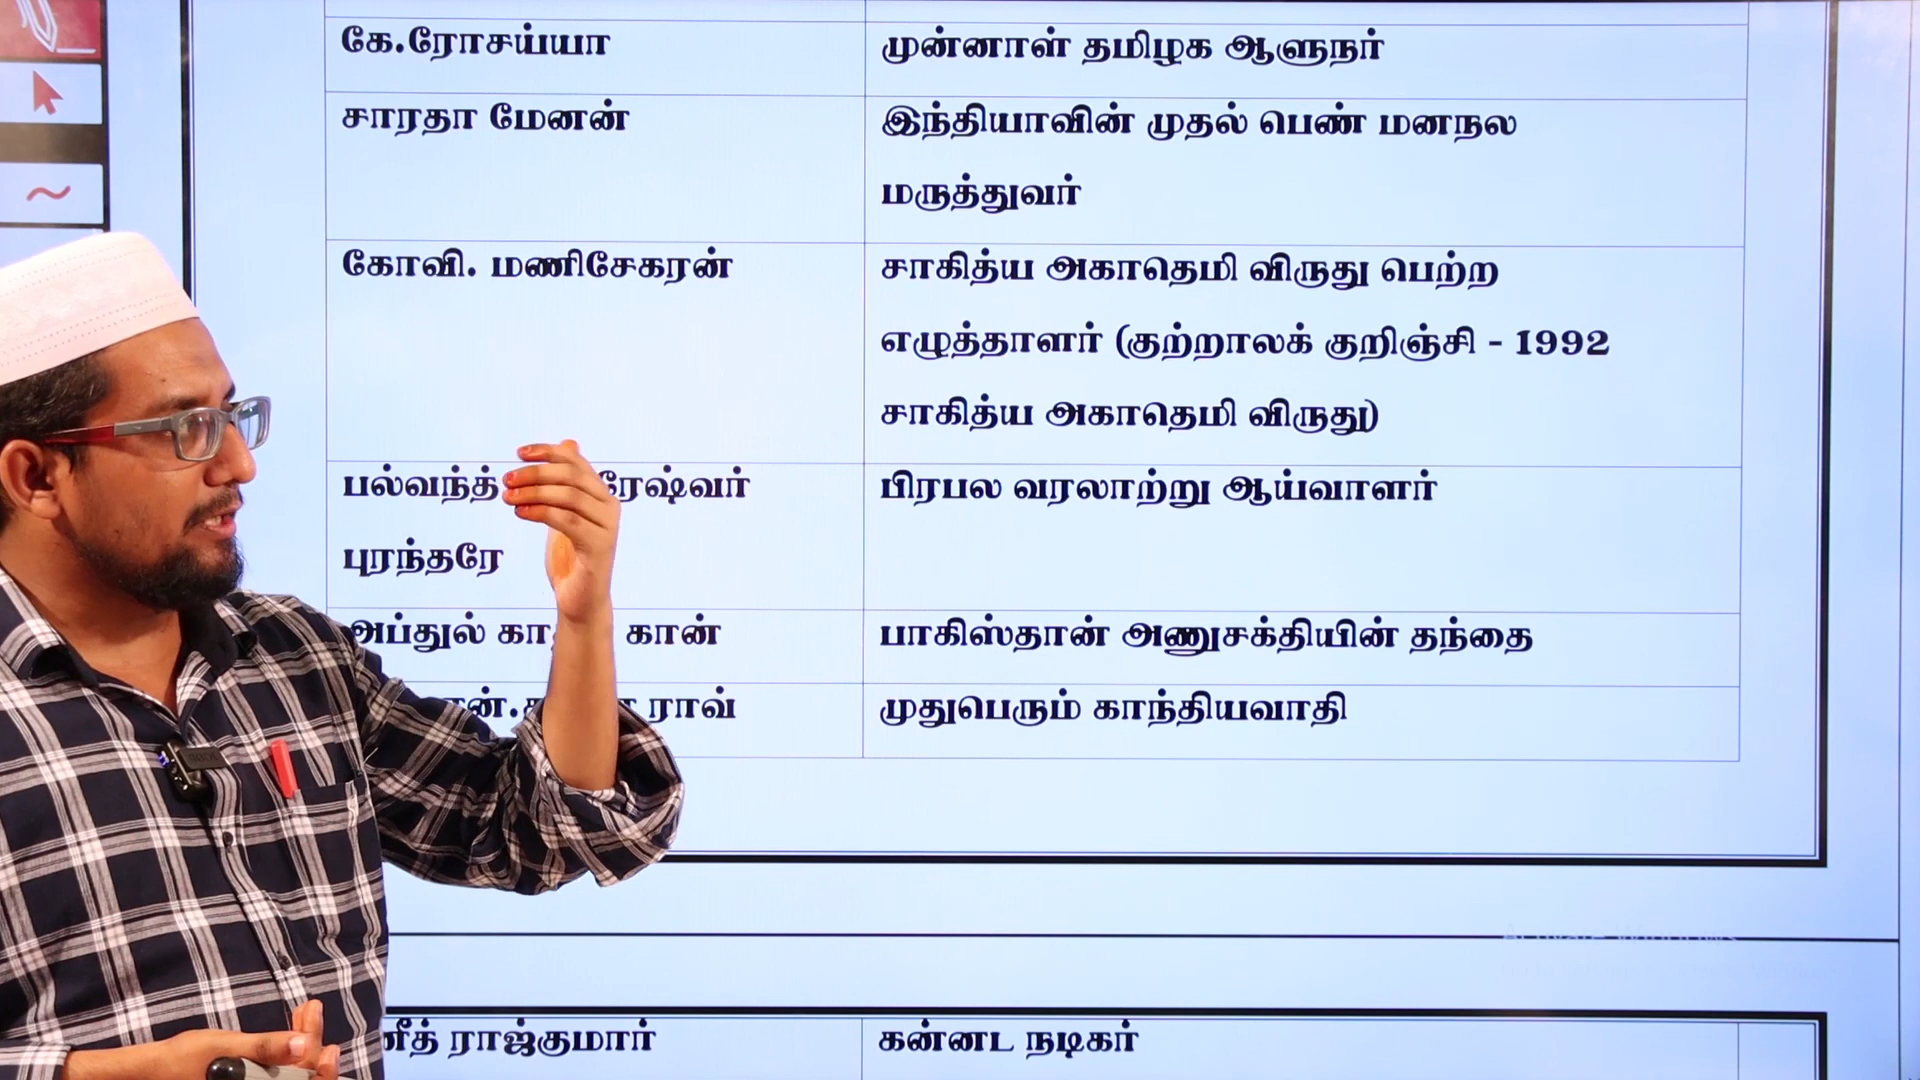 கே.ரோசய்யா
முன்னாள் தமிழக ஆளுநர்
சாரதா மேனன்
இந்தியாவின் முதல் பெண் மனநல
மருத்துவர்
கோவி. மணிசேகரன்
சாகித்ய அகாதெமி விருது பெற்ற
எழுத்தாளர் (குற்றாலக் குறிஞ்சி - 1992
சாகித்ய அகாதெமி விருது)
பல்வந்த்
புரந்தரே
பிரபல வரலாற்று ஆய்வாளர்
அப்துல் கான்
பாகிஸ்தான் அணுசக்தியின் தந்தை
ராவ்
முதுபெரும் காந்தியவாதி
ராஜ்குமார்
கன்னட நடிகர்